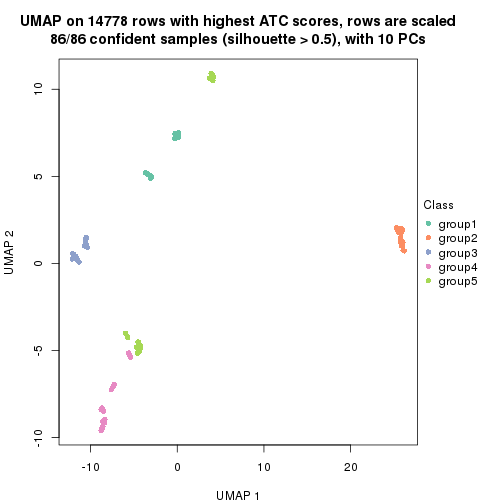 UMAP on 14778 rows with highest ATC scores, rows are scaled
86/86 confident samples (silhouette > 0.5), with 10 PCs
UMAP 2
10
5
0
-5
-10
-10
0
10
20
UMAP 1
Class
group1
group2
group3
group4
group5